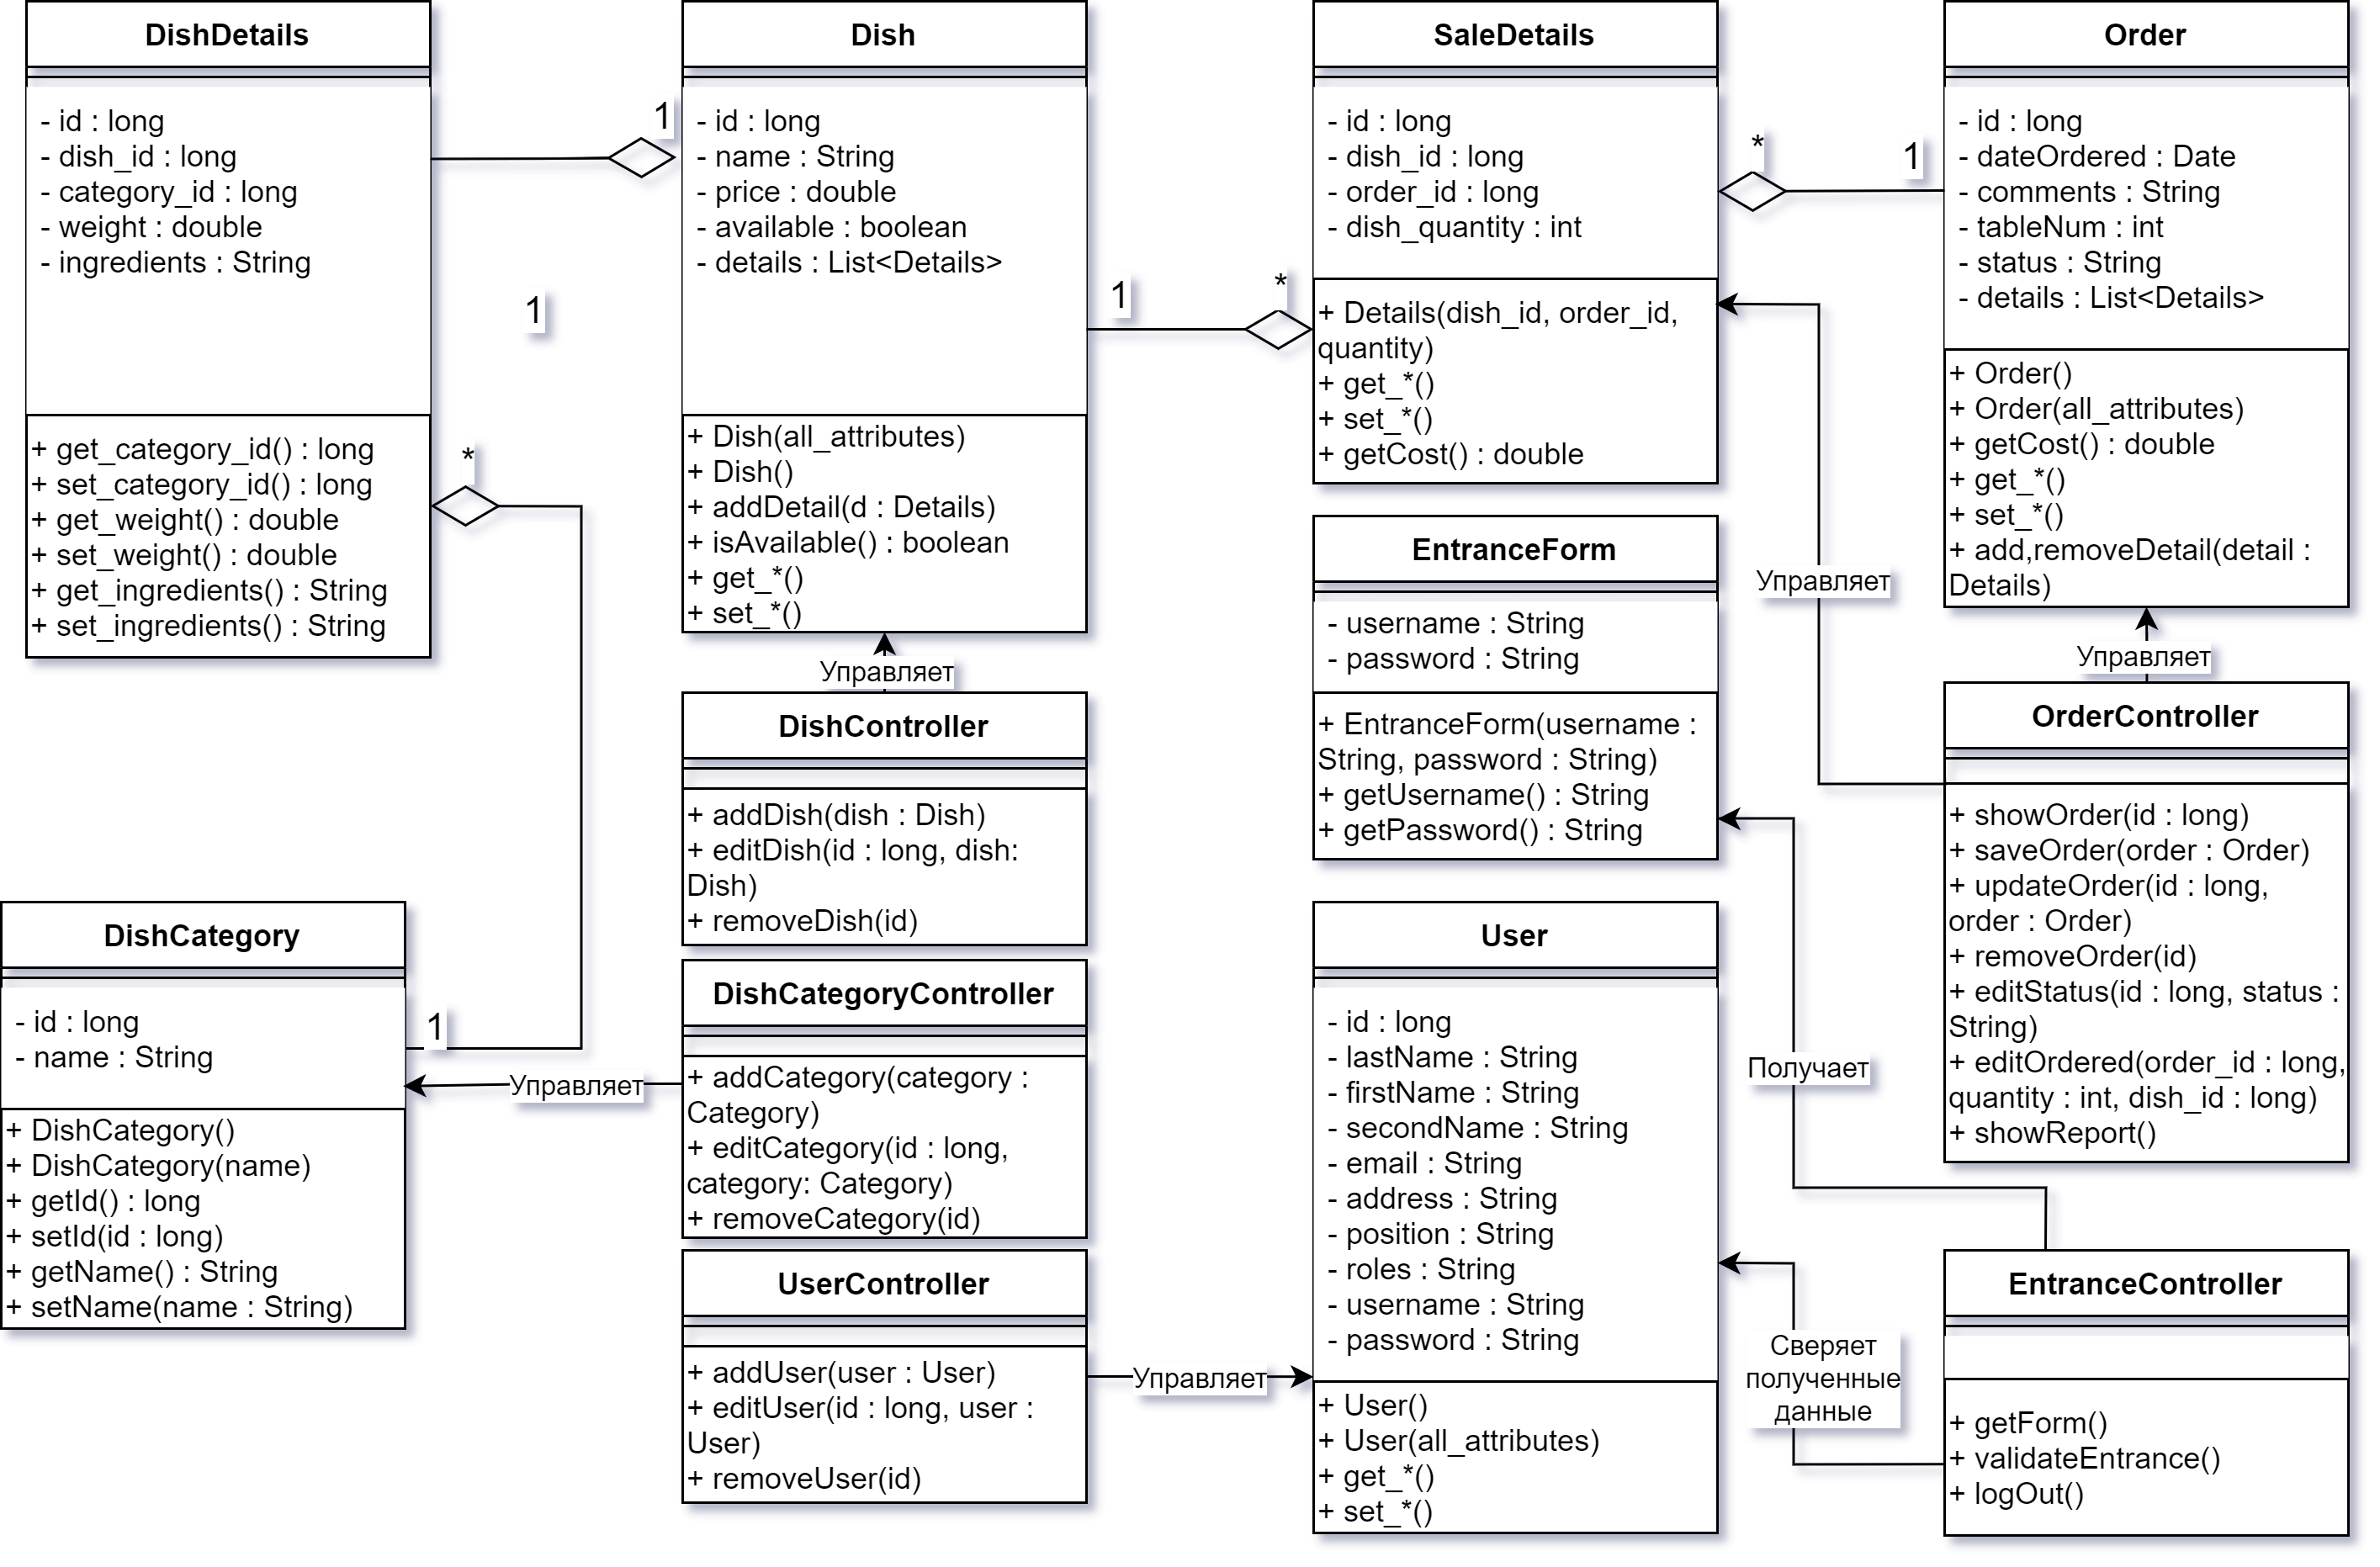 DishDetails
- id : long
- dish_id : long
- category_id : long
- weight : double
- ingredients : String
+ get_category_id() : long
+ set_category_id() : long
+ get_weight() : double
+ set_weight() : double
+ get_ingredients() : String
+ set_ingredients() : String
1
1
*
Dish
- id : long
- name : String
- price : double
- available : boolean
- details : List<Details>
+ Dish(all_attributes)
+ Dish()
+ addDetail(d : Details)
+ isAvailable() : boolean
+ get_*()
+ set_*()
1
*
SaleDetails
- id : long
- dish_id : long
- order_id : long
- dish_quantity : int
+ Details(dish_id, order_id,
quantity)
+ get_*()
+ set_*()
+ getCost() : double
*
1
Order
- id : long
- dateOrdered : Date
- comments : String
- tableNum : int
- status : String
- details : List<Details>
+ Order()
+ Order(all_attributes)
+ getCost() : double
+ get_*()
+ set_*()
+ add,removeDetail(detail :
Details)
Управляет
DishController
+ addDish(dish : Dish)
+ editDish(id : long, dish:
Dish)
+ removeDish(id)
EntranceForm
- username : String
- password : String
+ EntranceForm(username :
String, password : String)
+ getUsername() : String
+ getPassword() : String
Управляет
Управляет
OrderController
+ showOrder(id : long)
+ saveOrder(order : Order)
+ updateOrder(id : long,
order : Order)
+ removeOrder(id)
+ editStatus(id : long, status :
String)
+ editOrdered(order_id : long,
quantity : int, dish_id : long)
+ showReport()
DishCategory
- id : long
- name : String
+ DishCategory()
+ DishCategory(name)
+ getId() : long
+ setId(id : long)
+ getName() : String
+ setName(name : String)
1
Управляет
DishCategoryController
+ addCategory(category :
Category)
+ editCategory(id : long,
category: Category)
+ removeCategory(id)
UserController
+ addUser(user : User)
+ editUser(id : long, user :
User)
+ removeUser(id)
Управляет
User
- id : long
- lastName : String
- firstName : String
- secondName : String
- email : String
- address : String
- position : String
- roles : String
- username : String
- password : String
+ User()
+ User(all_attributes)
+ get_*()
+ set_*()
Получает
Сверяет
полученные
данные
EntranceController
+ getForm()
+ validateEntrance()
+ logOut()